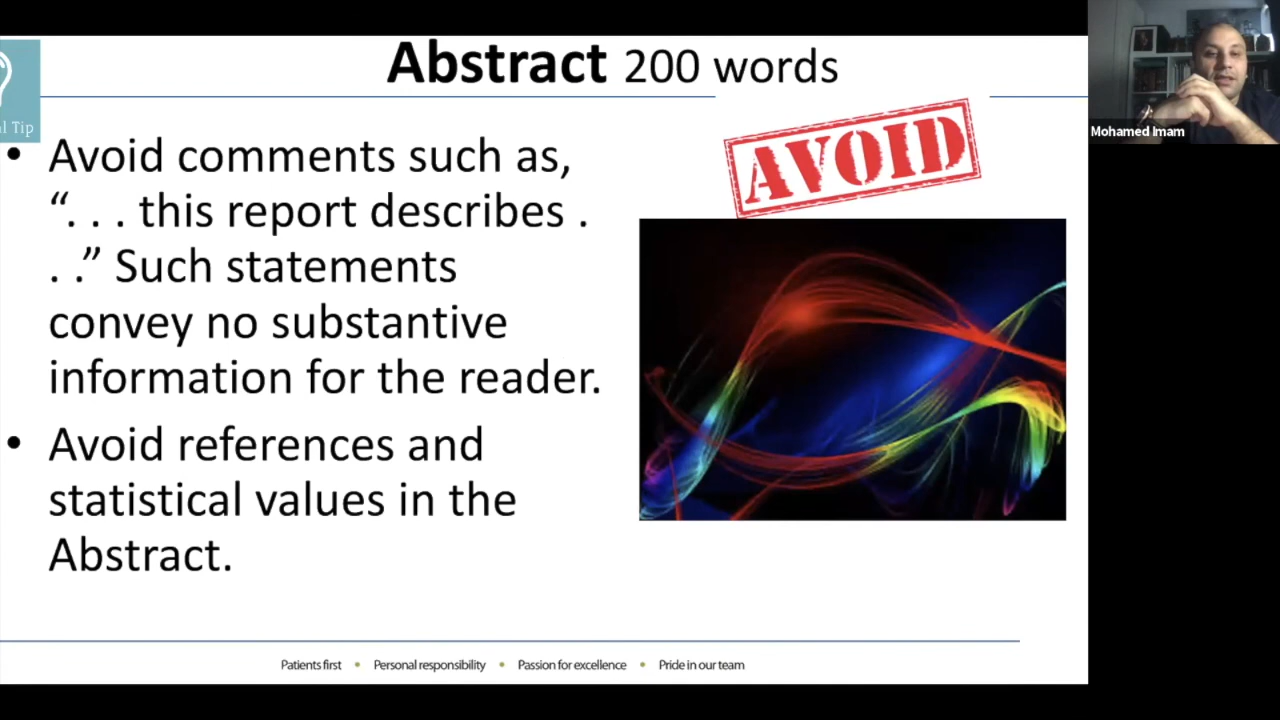 Abstract 200 words
l Tip
AVOID
• Avoid comments such as,
“. . . this report describes .
. .” Such statements
convey no substantive
information for the reader.
• Avoid references and
statistical values in the
Abstract.
Patients first • Personal responsibility • Passion for excellence • Pride in our team
Mohamed Imam